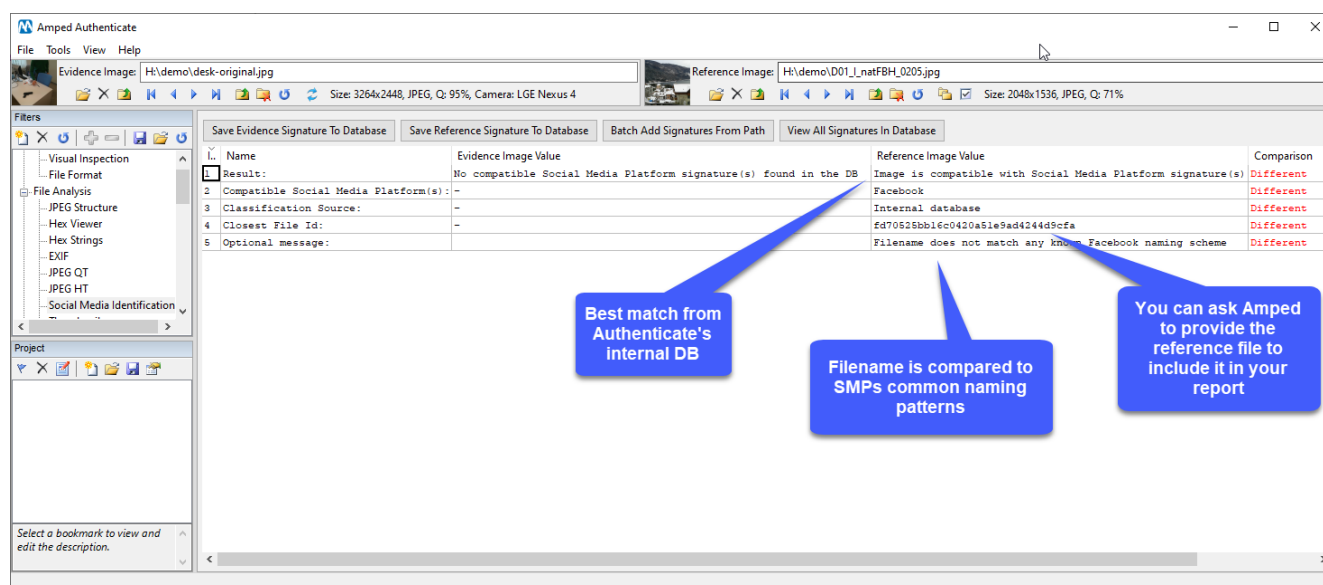 Amped Authenticate
File Tools View Help
Evidence Image: H:\demo\desk-original.jpg
Size: 3264x2448, JPEG, Q: 95%, Camera: LGE Nexus 4
Reference Image: H:\demo\D01_I_natFBH_0205.jpg
Size: 2048x1536, JPEG, Q: 71%
Filters
Visual Inspection
File Format
File Analysis
JPEG Structure
Hex Viewer
Hex Strings
EXIF
JPEG QT
JPEG HT
Social Media Identification
Project
Select a bookmark to view and
edit the description.
Save Evidence Signature To Database Save Reference Signature To Database Batch Add Signatures From Path View All Signatures In Database
I.. Name Evidence Image Value Reference Image Value Comparison
1 Result: No compatible Social Media Platform signature(s) found in the DB Image is compatible with Social Media Platform signature(s) Different
2 Compatible Social Media Platform(s): - Facebook Different
3 Classification Source: - Internal database Different
4 Closest File Id: - fd70525bb16c0420a51e9ad4244d9cfa Different
5 Optional message: Filename does not match any known Facebook naming scheme Different
Best match from
Authenticate's
internal DB
Filename is compared to
SMPs common naming
patterns
You can ask Amped
to provide the
reference file to
include it in your
report